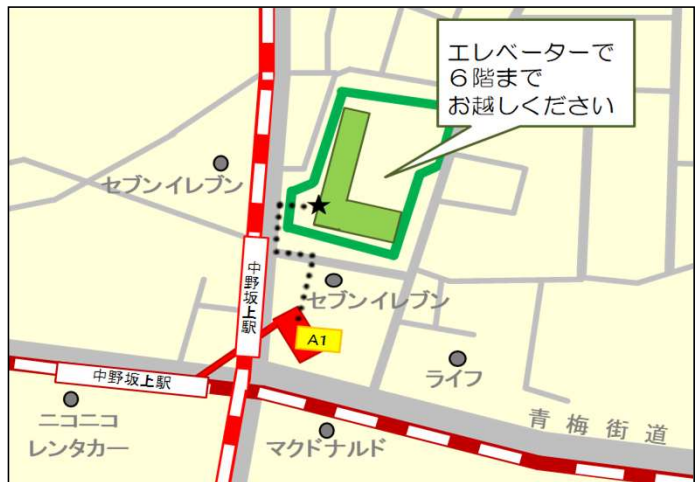 エレベーターで
６階まで
お越しください
セブンイレブン
中野坂上駅
セブンイレブン
A1
中野坂上駅
ライフ
ニコニコ
レンタカー
マクドナルド
青梅街道